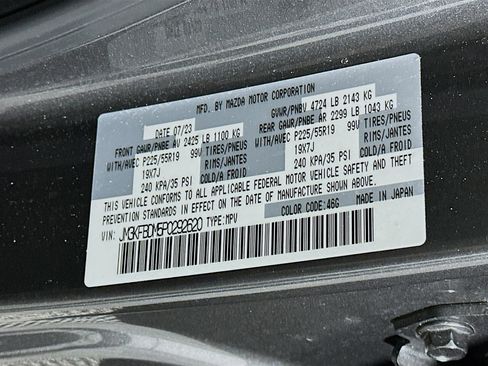 MFD. BY MAZDA MOTOR CORPORATION
DATE 07/23 GVWR/PNBV 4724 LB 2143 KG
FRONT GAWR/PNBE AV 2425 LB 1100 KG REAR GAWR/PNBE AR 2299 LB 1043 KG
WITH/AVEC P225/55R19 99V TIRES/PNEUS WITH/AVEC P225/55R19 99V TIRES/PNEUS
19X7J RIMS/JANTES 19X7J RIMS/JANTES
240 KPA/35 PSI COLD/A FROID 240 KPA/35 PSI COLD/A FROID
THIS VEHICLE CONFORMS TO ALL APPLICABLE FEDERAL MOTOR VEHICLE SAFETY AND THEFT
PREVENTION STANDARDS IN EFFECT ON THE DATE OF MANUFACTURE SHOWN ABOVE.
COLOR CODE:46G MADE IN JAPAN
VIN: JM3KFBDM5P0292620 TYPE:MPV